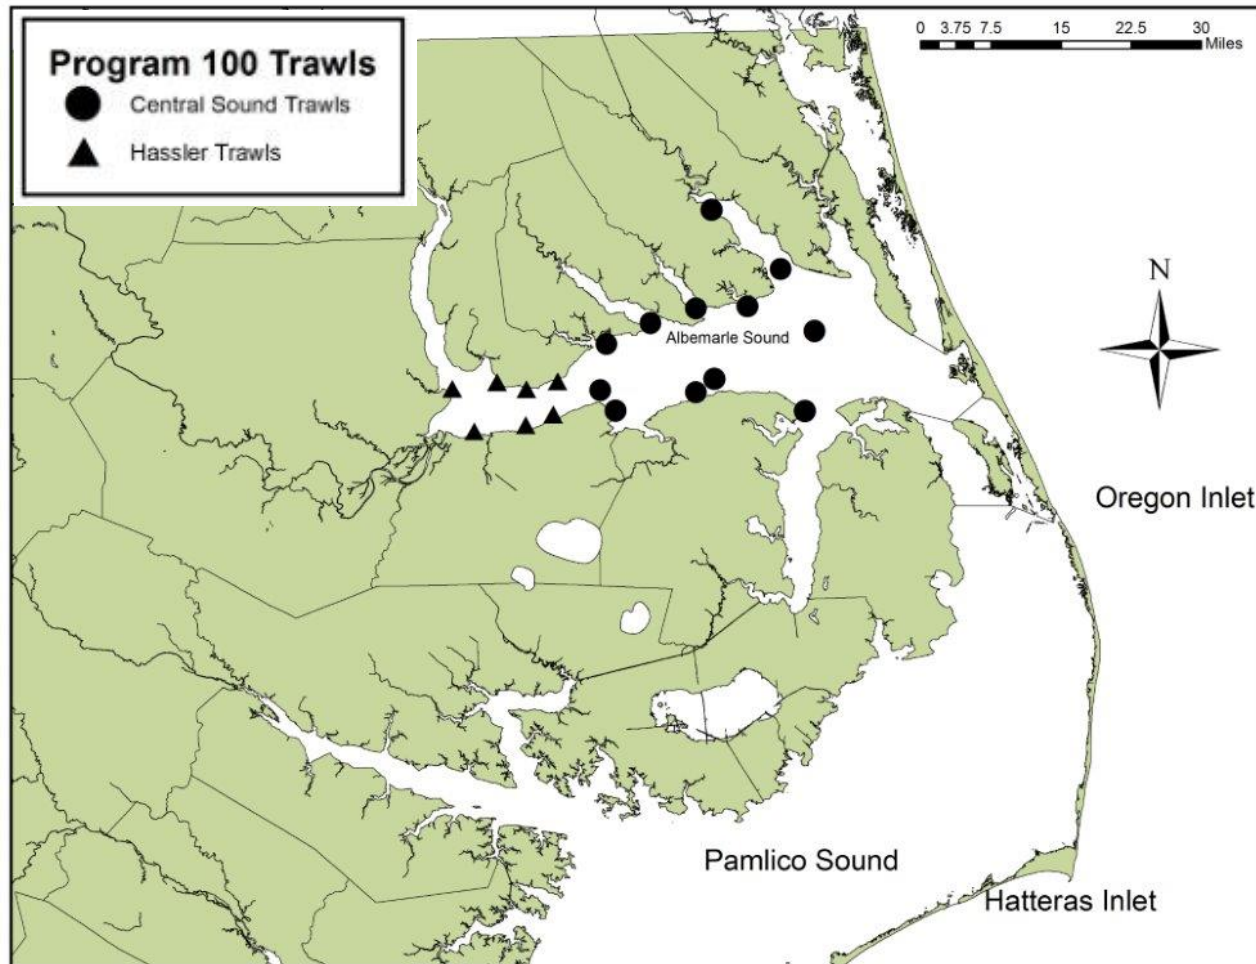 Program 100 Trawls
Central Sound Trawls
Hassler Trawls
0 3.75 7.5 15 22.5 30
Miles
N
Albemarle Sound
Oregon Inlet
Pamlico Sound
Hatteras Inlet